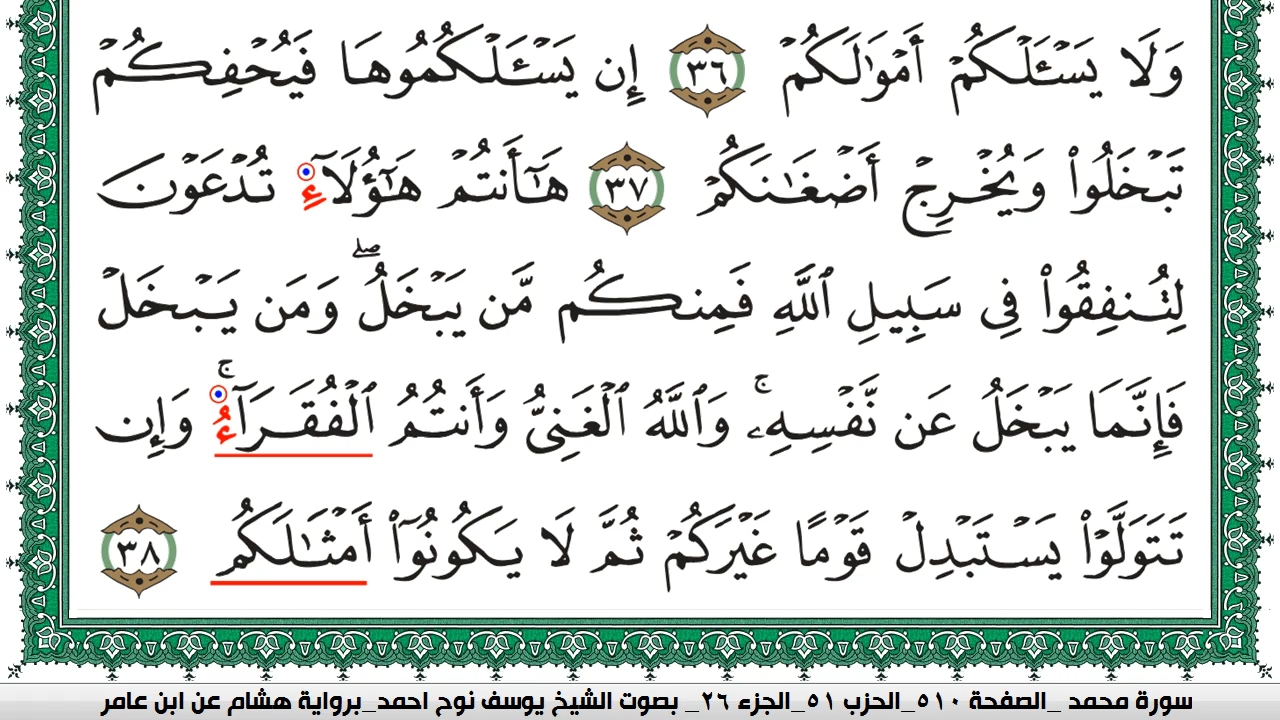 وَلَا يَسْـَٔلْكُمْ أَمْوَٰلَكُمْ ٣٦ إِن يَسْـَٔلْكُمُوهَا فَيُحْفِكُمْ
تَبْخَلُوا۟ وَيُخْرِجْ أَضْغَـٰنَكُمْ ٣٧ هَـٰٓأَنتُمْ هَـٰٓؤُلَآءِ تُدْعَوْنَ
لِتُنفِقُوا۟ فِى سَبِيلِ ٱللَّهِ فَمِنكُم مَّن يَبْخَلُ ۖ وَمَن يَبْخَلْ
فَإِنَّمَا يَبْخَلُ عَن نَّفْسِهِۦ ۚ وَٱللَّهُ ٱلْغَنِىُّ وَأَنتُمُ ٱلْفُقَرَآءُ ۚ وَإِن
تَتَوَلَّوْا۟ يَسْتَبْدِلْ قَوْمًا غَيْرَكُمْ ثُمَّ لَا يَكُونُوٓا۟ أَمْثَـٰلَكُم ٣٨
سورة محمد _الصفحة ٥١٠_الحزب ٥١_الجزء ٢٦_ بصوت الشيخ يوسف نوح احمد_برواية هشام عن ابن عامر